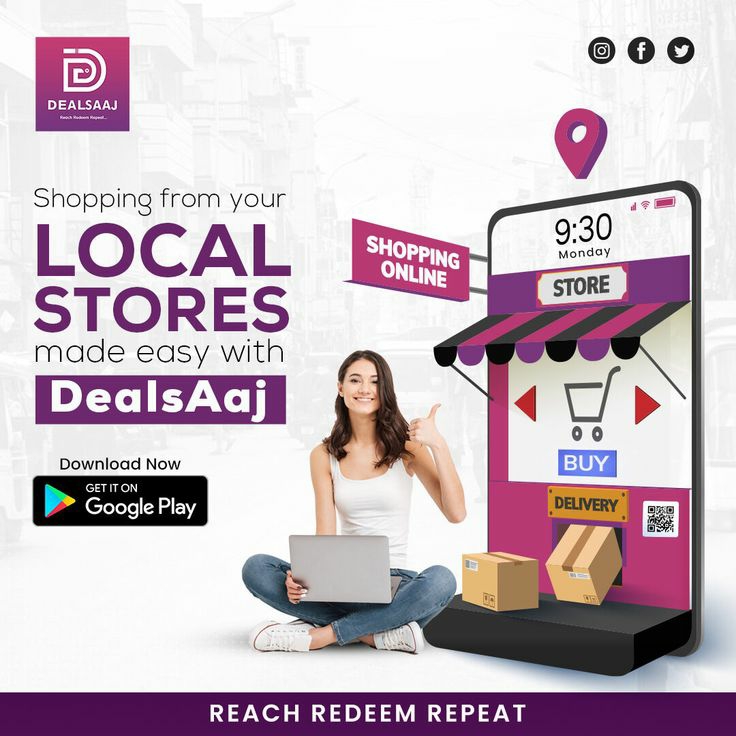 DEALSAAJ
Reach Redeem Repeat...
Shopping from your
LOCAL
STORES
made easy with
DealsAaj
Download Now
GET IT ON
Google Play
SHOPPING
ONLINE
9:30
Monday
STORE
BUY
DELIVERY
REACH REDEEM REPEAT